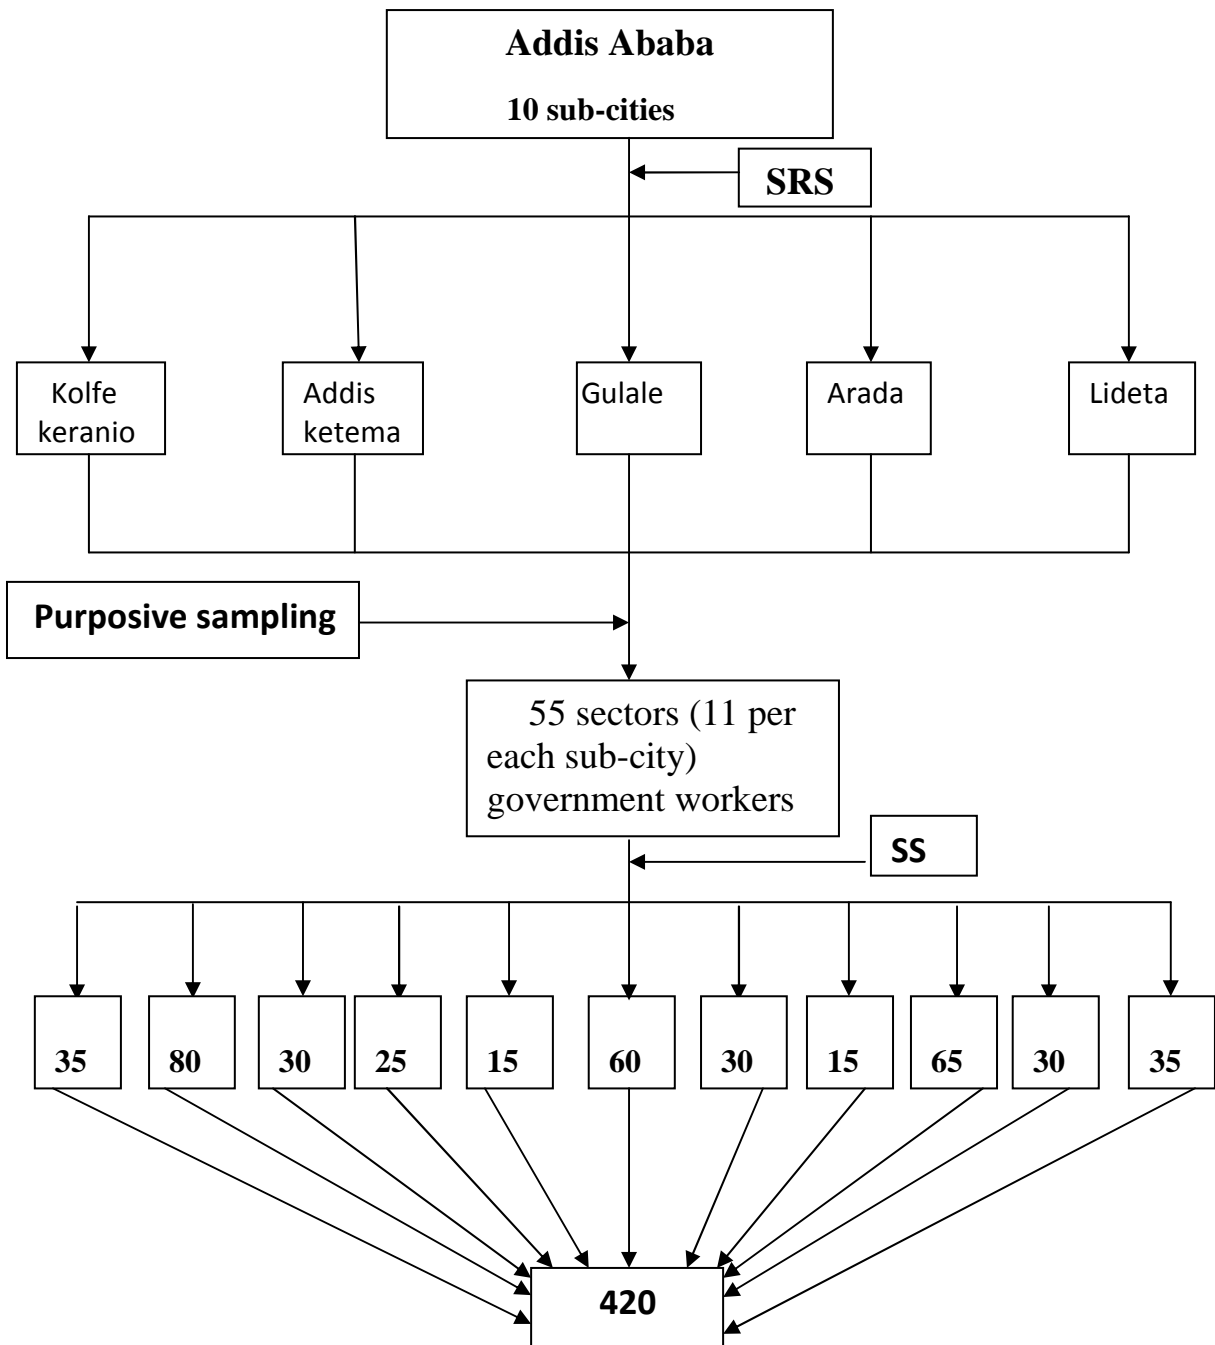 Addis Ababa
10 sub-cities
SRS
Kolfe
keranio
Addis
ketema
Gulale
Arada
Lideta
Purposive sampling
55 sectors (11 per
each sub-city)
government workers
SS
35
80
30
25
15
60
30
15
65
30
35
420